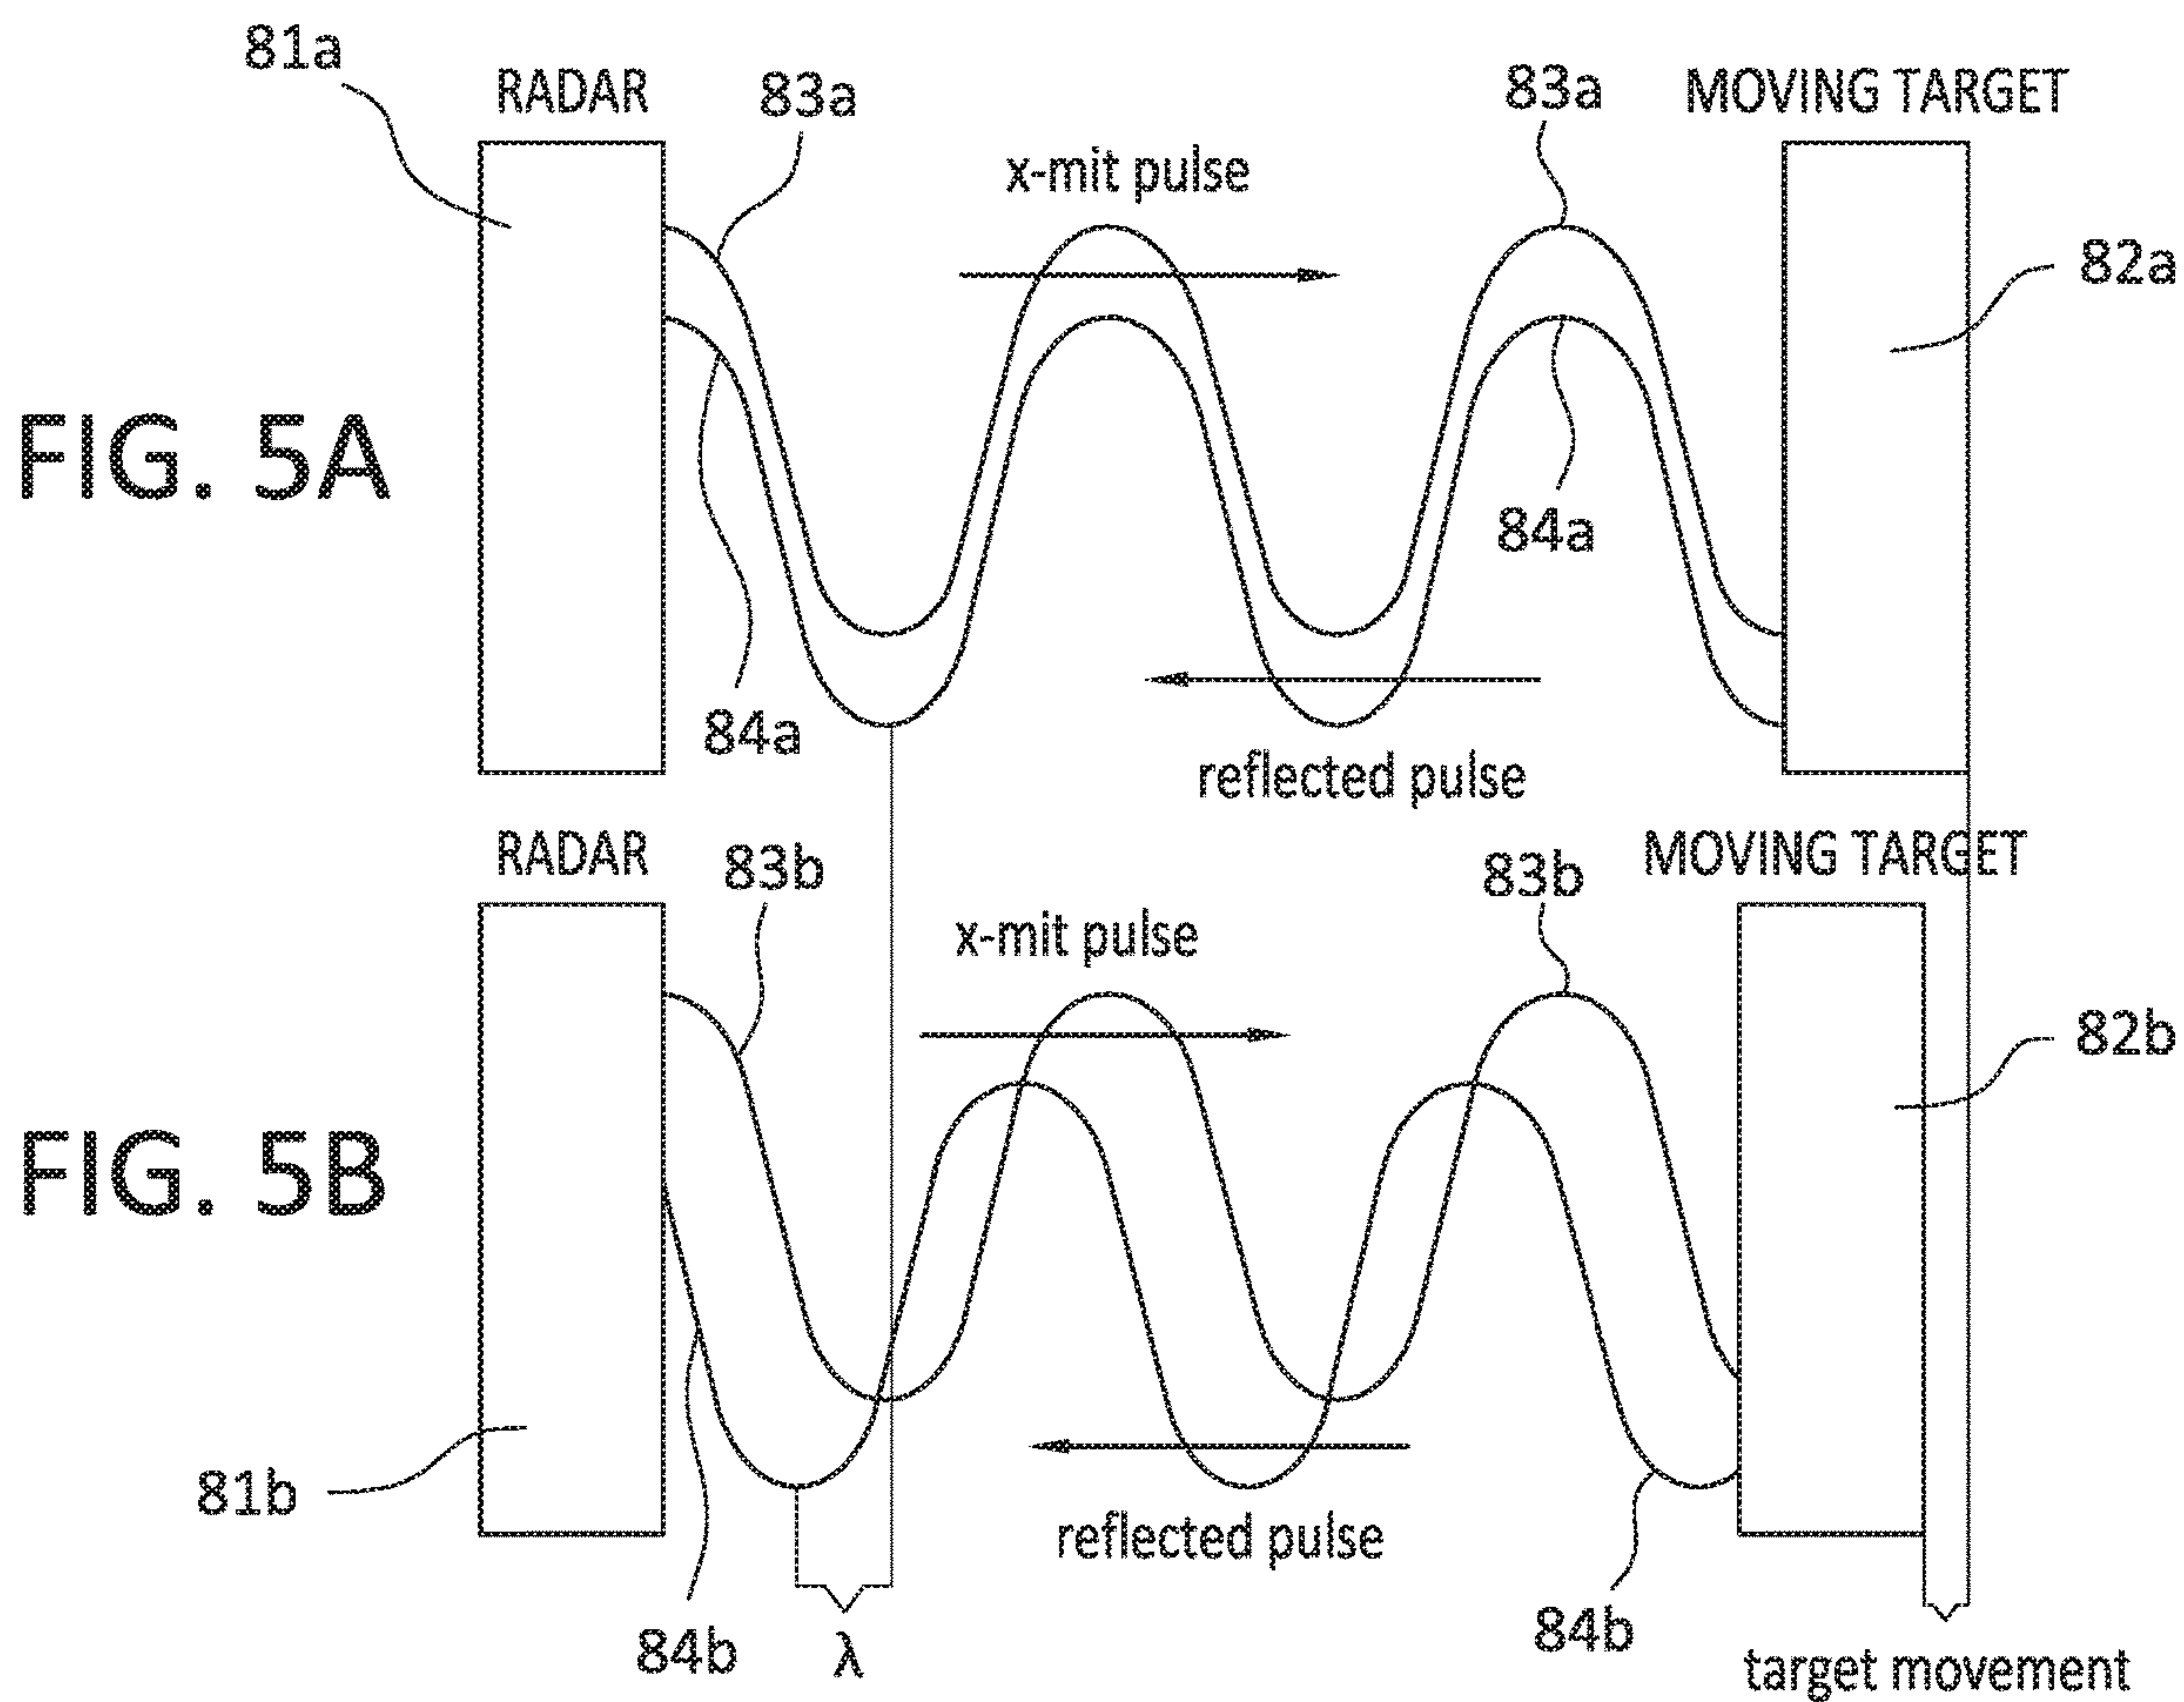 81a
RADAR
83a
83a
MOVING TARGET
x-mit pulse
82a
FIG. 5A
84a
84a
reflected pulse
RADAR
83b
83b
MOVING TARGET
x-mit pulse
82b
FIG. 5B
81b
reflected pulse
84b
λ
84b
target movement